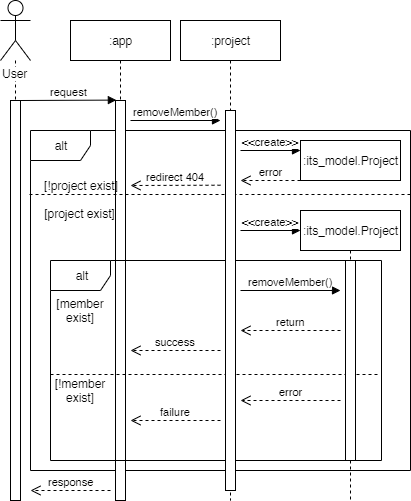 :app
:project
User
request
removeMember()
alt
<<create>>
:its_model.Project
error
redirect 404
[!project exist]
[project exist]
<<create>>
:its_model.Project
alt
removeMember()
[member
exist]
return
success
[!member
exist]
error
failure
response